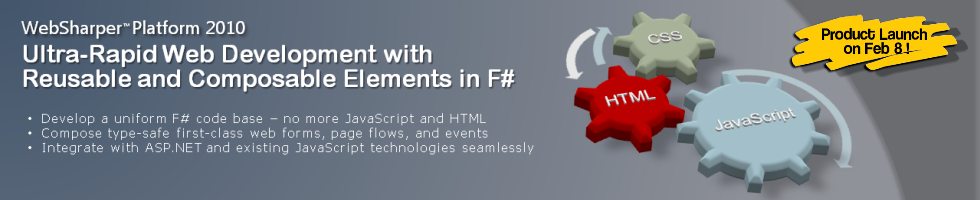 WebSharper™ Platform 2010
Ultra-Rapid Web Development with
Reusable and Composable Elements in F#
• Develop a uniform F# code base – no more JavaScript and HTML
• Compose type-safe first-class web forms, page flows, and events
• Integrate with ASP.NET and existing JavaScript technologies seamlessly
CSS
HTML
JavaScript
Product Launch
on Feb 8!